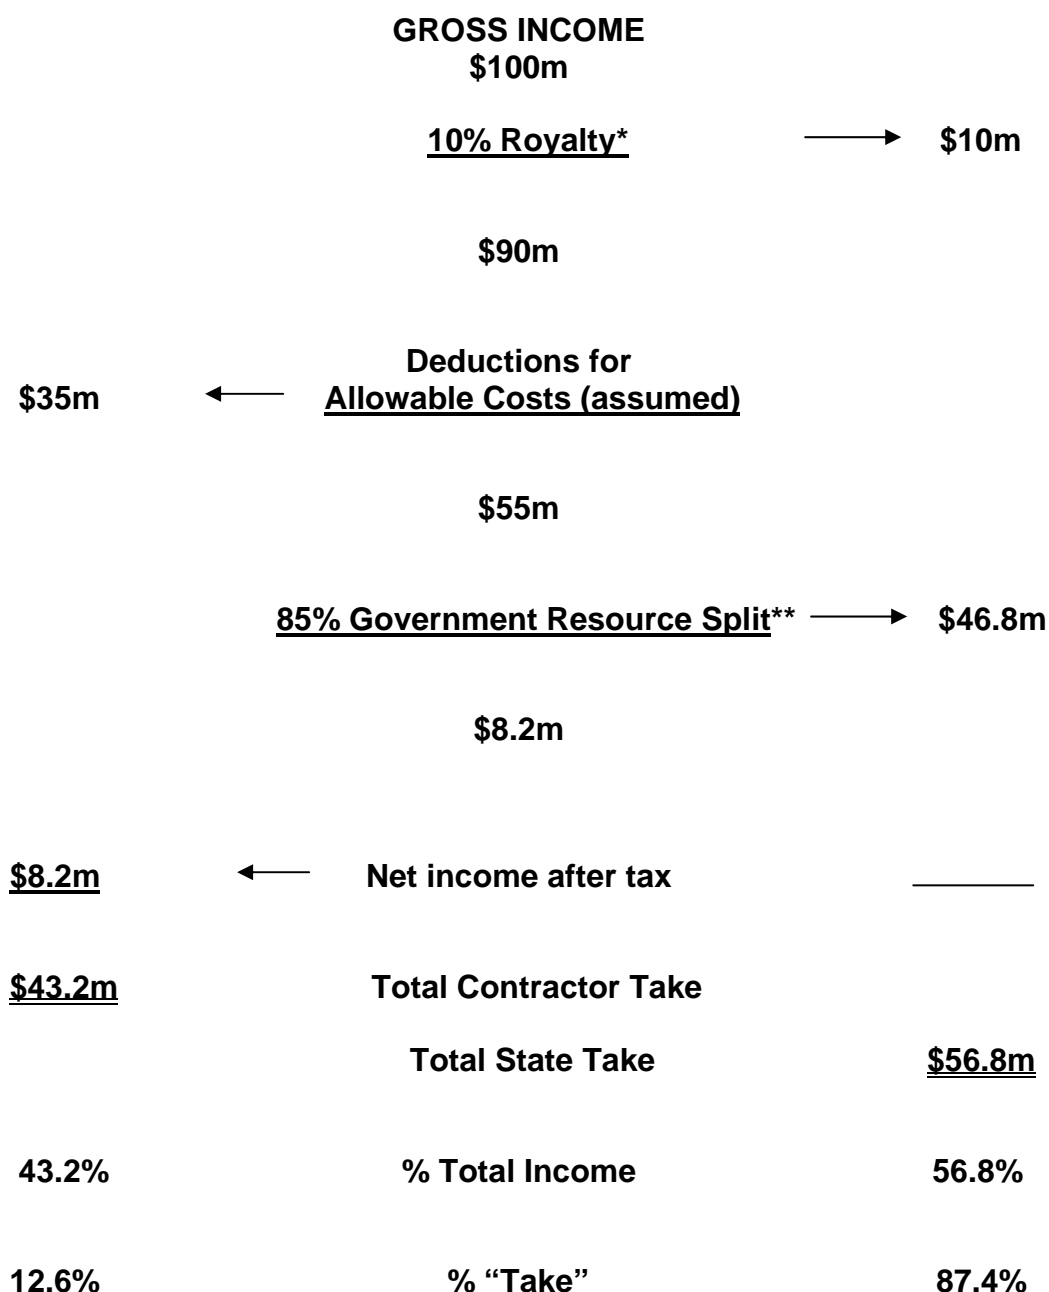 GROSS INCOME
$100m
10% Royalty* $10m
$90m
Deductions for
$35m Allowable Costs (assumed)
$55m
85% Government Resource Split** $46.8m
$8.2m
$8.2m Net income after tax
$43.2m Total Contractor Take
Total State Take $56.8m
43.2% % Total Income 56.8%
12.6% % “Take” 87.4%